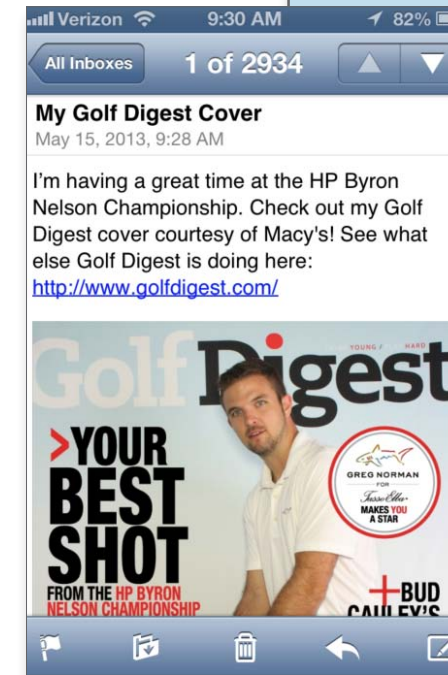 Verizon 9:30 AM 82%
All Inboxes 1 of 2934
My Golf Digest Cover
May 15, 2013, 9:28 AM
I'm having a great time at the HP Byron
Nelson Championship. Check out my Golf
Digest cover courtesy of Macy's! See what
else Golf Digest is doing here:
http://www.golfdigest.com/
YOUNG / HARD
Golf Digest
>YOUR
BEST
SHOT
FROM THE HP BYRON
NELSON CHAMPIONSHIP
GREG NORMAN
FOR
Tasso Elba
MAKES YOU
A STAR
+BUD
CAULEY'S